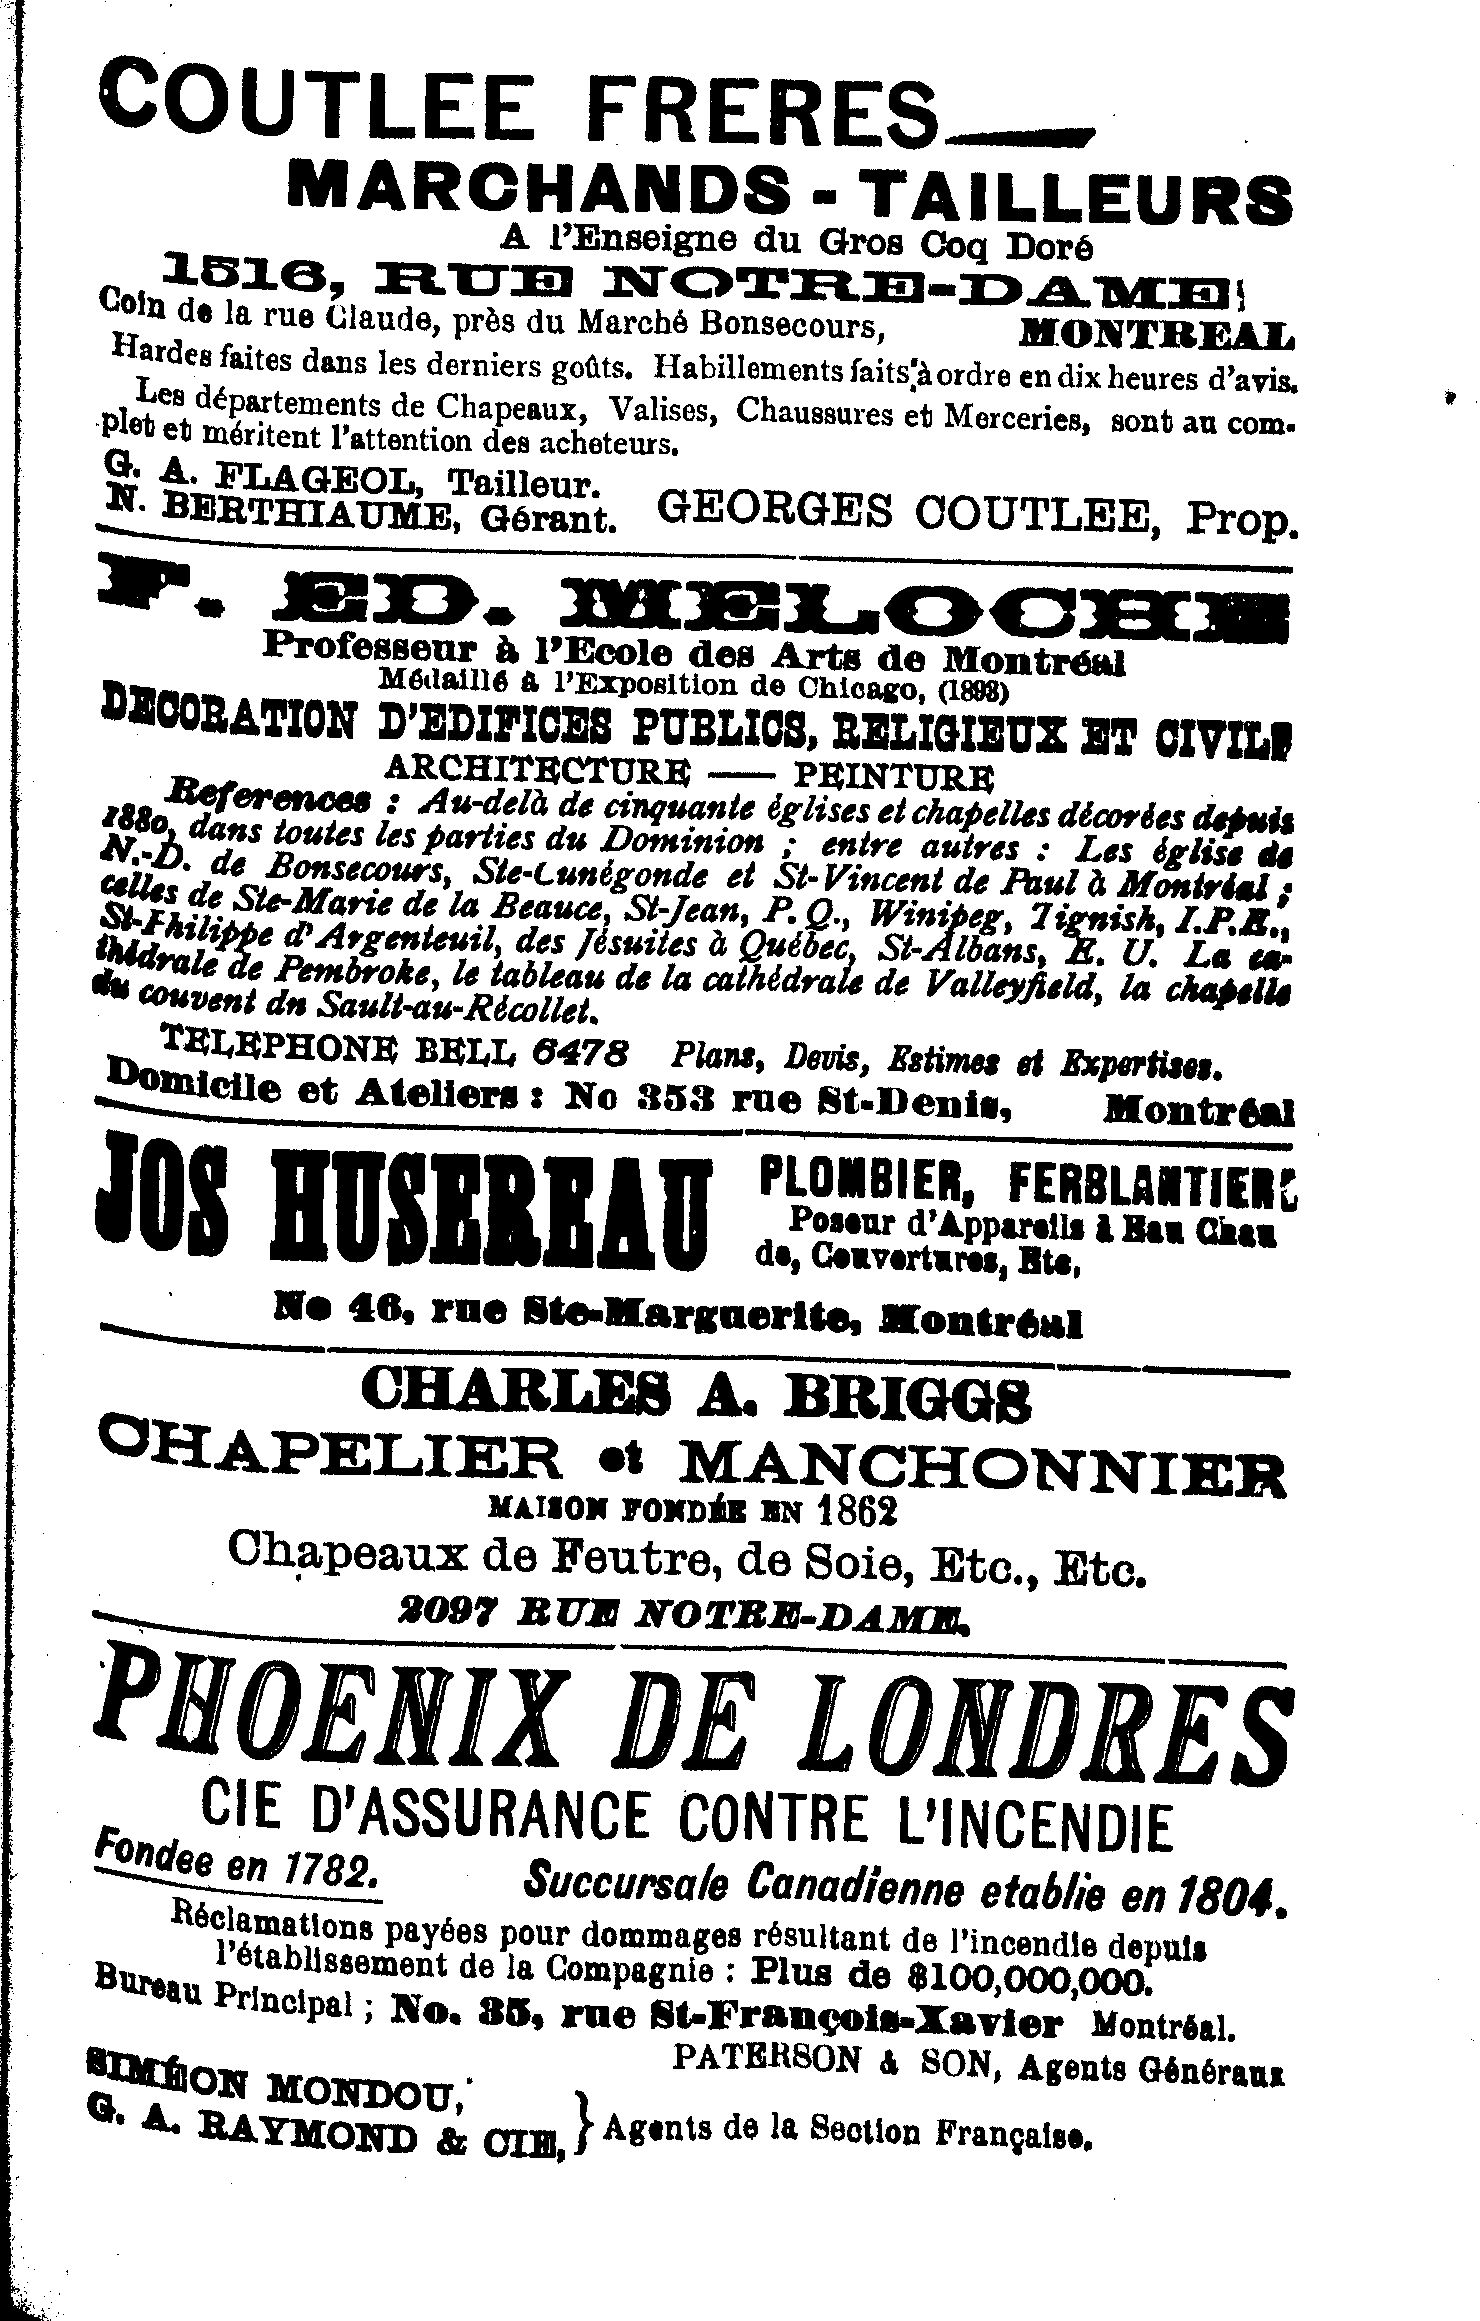 COUTLEE FRERES
MARCHANDS - TAILLEURS
A l'Enseigne du Gros Coq Doré
1516, RUE NOTRE-DAME
Coin de la rue Claude, près du Marché Bonsecours, MONTREAL
Hardes faites dans les derniers goûts. Habillements faits à ordre en dix heures d'avis.
Les départements de Chapeaux, Valises, Chaussures et Merceries, sont au com-
plet et méritent l'attention des acheteurs.
G. A. FLAGEOL, Tailleur.
N. BERTHIAUME, Gérant. GEORGES COUTLEE, Prop.
F. ED. MELOCHE
Professeur à l'Ecole des Arts de Montréal
Médaillé à l'Exposition de Chicago, (1893)
DECORATION D'EDIFICES PUBLICS, RELIGIEUX ET CIVILS
ARCHITECTURE — PEINTURE
References : Au-delà de cinquante églises et chapelles décorées depuis
1880, dans toutes les parties du Dominion ; entre autres : Les église de
N.-D. de Bonsecours, Ste-Cunégonde et St-Vincent de Paul à Montréal ;
celles de Ste-Marie de la Beauce, St-Jean, P. Q., Winipeg, Tignish, I.P.E.,
St-Philippe d'Argenteuil, des Jésuites à Québec, St-Albans, E. U. La ca-
thédrale de Pembroke, le tableau de la cathédrale de Valleyfield, la chapelle
du couvent dn Sault-au-Récollet.
TELEPHONE BELL 6478 Plans, Devis, Estimes et Expertises.
Domicile et Ateliers : No 353 rue St-Denis, Montréal
JOS HUSEREAU PLOMBIER, FERBLANTIER
Poseur d'Appareils à Eau Chau
de, Couvertures, Etc,
No 46, rue Ste-Marguerite, Montréal
CHARLES A. BRIGGS
CHAPELIER et MANCHONNIER
MAISON FONDÉE EN 1862
Chapeaux de Feutre, de Soie, Etc., Etc.
2097 RUE NOTRE-DAME.
PHOENIX DE LONDRES
CIE D'ASSURANCE CONTRE L'INCENDIE
Fondee en 1782. Succursale Canadienne etablie en 1804.
Réclamations payées pour dommages résultant de l'incendie depuis
l'établissement de la Compagnie : Plus de $100,000,000.
Bureau Principal ; No. 35, rue St-François-Xavier Montréal.
PATERSON & SON, Agents Généraux
SIMÉON MONDOU,
G. A. RAYMOND & CIE, } Agents de la Section Française.